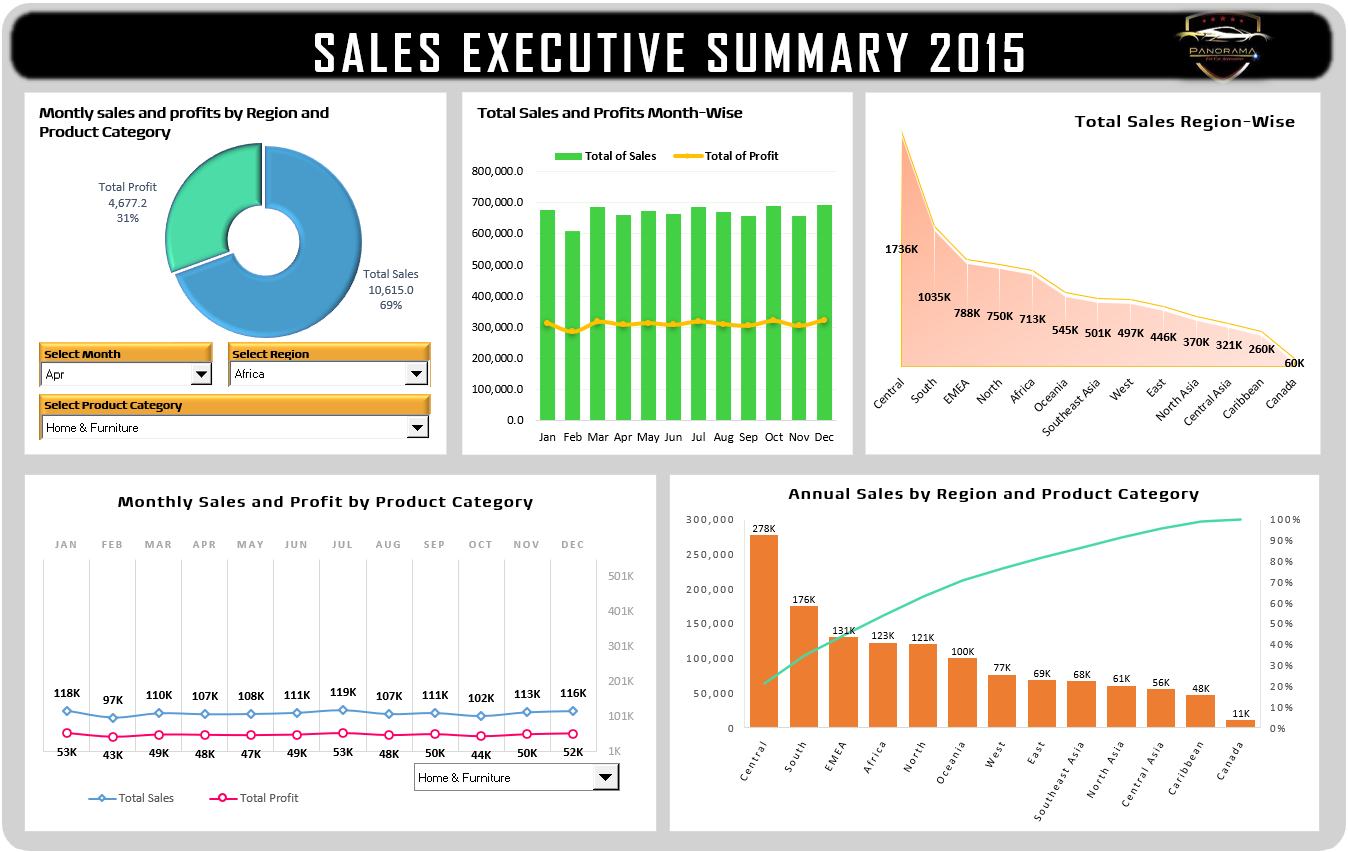 SALES EXECUTIVE SUMMARY 2015
PANORAMA
For Car Accessories
Montly sales and profits by Region and
Product Category
Total Profit
4,677.2
31%
Total Sales
10,615.0
69%
Select Month
Apr
Select Region
Africa
Select Product Category
Home & Furniture
Total Sales and Profits Month-Wise
Total of Sales
Total of Profit
800,000.0
700,000.0
600,000.0
500,000.0
400,000.0
300,000.0
200,000.0
100,000.0
0.0
Jan Feb Mar Apr May Jun Jul Aug Sep Oct Nov Dec
Total Sales Region-Wise
1736K
1035K
788K
750K
713K
545K
501K
497K
446K
370K
321K
260K
60K
Central
South
EMEA
North
Africa
Oceania
Southeast Asia
West
East
North Asia
Central Asia
Caribbean
Canada
Monthly Sales and Profit by Product Category
JAN FEB MAR APR MAY JUN JUL AUG SEP OCT NOV DEC
501K
401K
301K
201K
101K
1K
118K 97K 110K 107K 108K 111K 119K 107K 111K 102K 113K 116K
53K 43K 49K 48K 47K 49K 53K 48K 50K 44K 50K 52K
Home & Furniture
Total Sales
Total Profit
Annual Sales by Region and Product Category
300,000
250,000
200,000
150,000
100,000
50,000
0
278K
176K
131K
123K
121K
100K
77K
69K
68K
61K
56K
48K
11K
100%
90%
80%
70%
60%
50%
40%
30%
20%
10%
0%
Central
South
EMEA
Africa
North
Oceania
West
East
Southeast Asia
North Asia
Central Asia
Caribbean
Canada